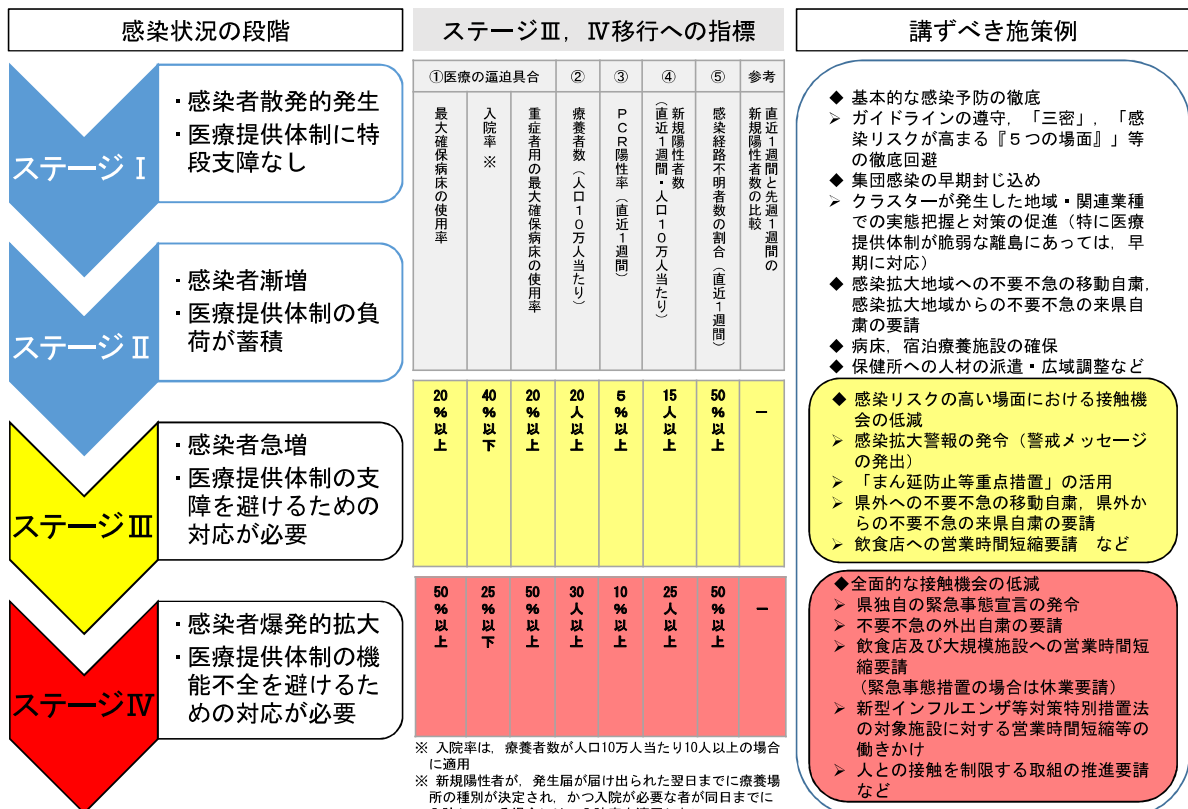 感染状況の段階
ステージⅠ
・感染者散発的発生
・医療提供体制に特
段支障なし
ステージⅡ
・感染者漸増
・医療提供体制の負
荷が蓄積
ステージⅢ
・感染者急増
・医療提供体制の支
障を避けるための
対応が必要
ステージⅣ
・感染者爆発的拡大
・医療提供体制の機
能不全を避けるた
めの対応が必要
ステージⅢ，Ⅳ移行への指標
①医療の逼迫具合
②
③
④
⑤
参考
最大確保病床の使用率
入院率 ※
重症者用の最大確保病床の使用率
療養者数（人口１０万人当たり）
ＰＣＲ陽性率（直近１週間）
新規陽性者数
（直近１週間・人口１０万人当たり）
感染経路不明者数の割合（直近１週間）
直近１週間と先週１週間の
新規陽性者数の比較
20％以上
40％以下
20％以上
20人以上
5％以上
15人以上
50％以上
－
50％以上
25％以下
50％以上
30人以上
10％以上
25人以上
50％以上
－
※ 入院率は，療養者数が人口10万人当たり10人以上の場合
に適用
※ 新規陽性者が，発生届が届け出られた翌日までに療養場
所の種別が決定され，かつ入院が必要な者が同日までに
講ずべき施策例
◆ 基本的な感染予防の徹底
➢ ガイドラインの遵守，「三密」，「感
染リスクが高まる『５つの場面』」等
の徹底回避
◆ 集団感染の早期封じ込め
➢ クラスターが発生した地域・関連業種
での実態把握と対策の促進（特に医療
提供体制が脆弱な離島にあっては，早
期に対応）
◆ 感染拡大地域への不要不急の移動自粛，
感染拡大地域からの不要不急の来県自
粛の要請
◆ 病床，宿泊療養施設の確保
◆ 保健所への人材の派遣・広域調整など
◆ 感染リスクの高い場面における接触機
会の低減
➢ 感染拡大警報の発令（警戒メッセージ
の発出）
➢ 「まん延防止等重点措置」の活用
➢ 県外への不要不急の移動自粛，県外か
らの不要不急の来県自粛の要請
➢ 飲食店への営業時間短縮要請　など
◆全面的な接触機会の低減
➢ 県独自の緊急事態宣言の発令
➢ 不要不急の外出自粛の要請
➢ 飲食店及び大規模施設への営業時間短
縮要請
（緊急事態措置の場合は休業要請）
➢ 新型インフルエンザ等対策特別措置法
の対象施設に対する営業時間短縮等の
働きかけ
➢ 人との接触を制限する取組の推進要請
など